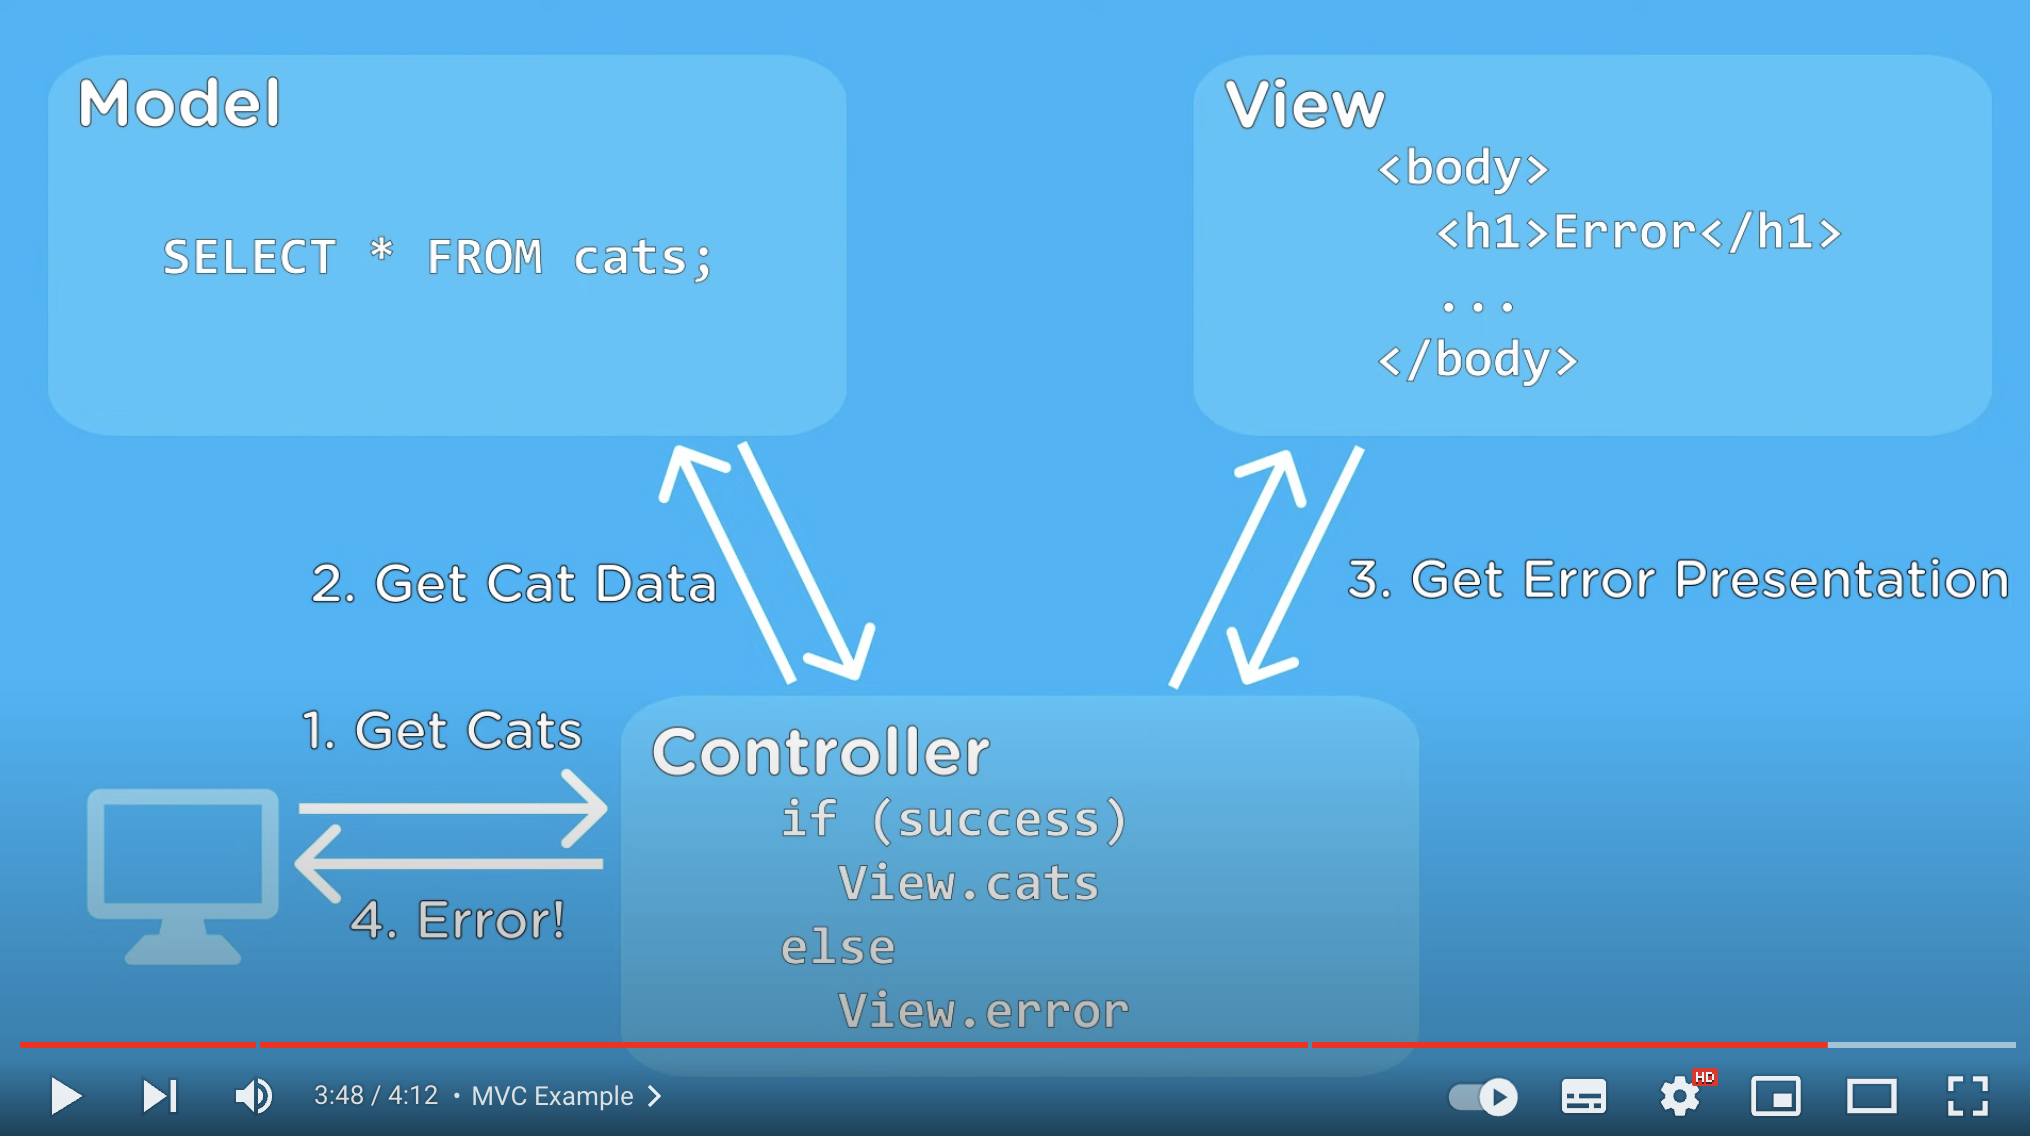 Model
SELECT * FROM cats;
View
<body>
<h1>Error</h1>
...
</body>
2. Get Cat Data
3. Get Error Presentation
1. Get Cats
4. Error!
Controller
if (success)
View.cats
else
View.error
3:48 / 4:12 • MVC Example
HD